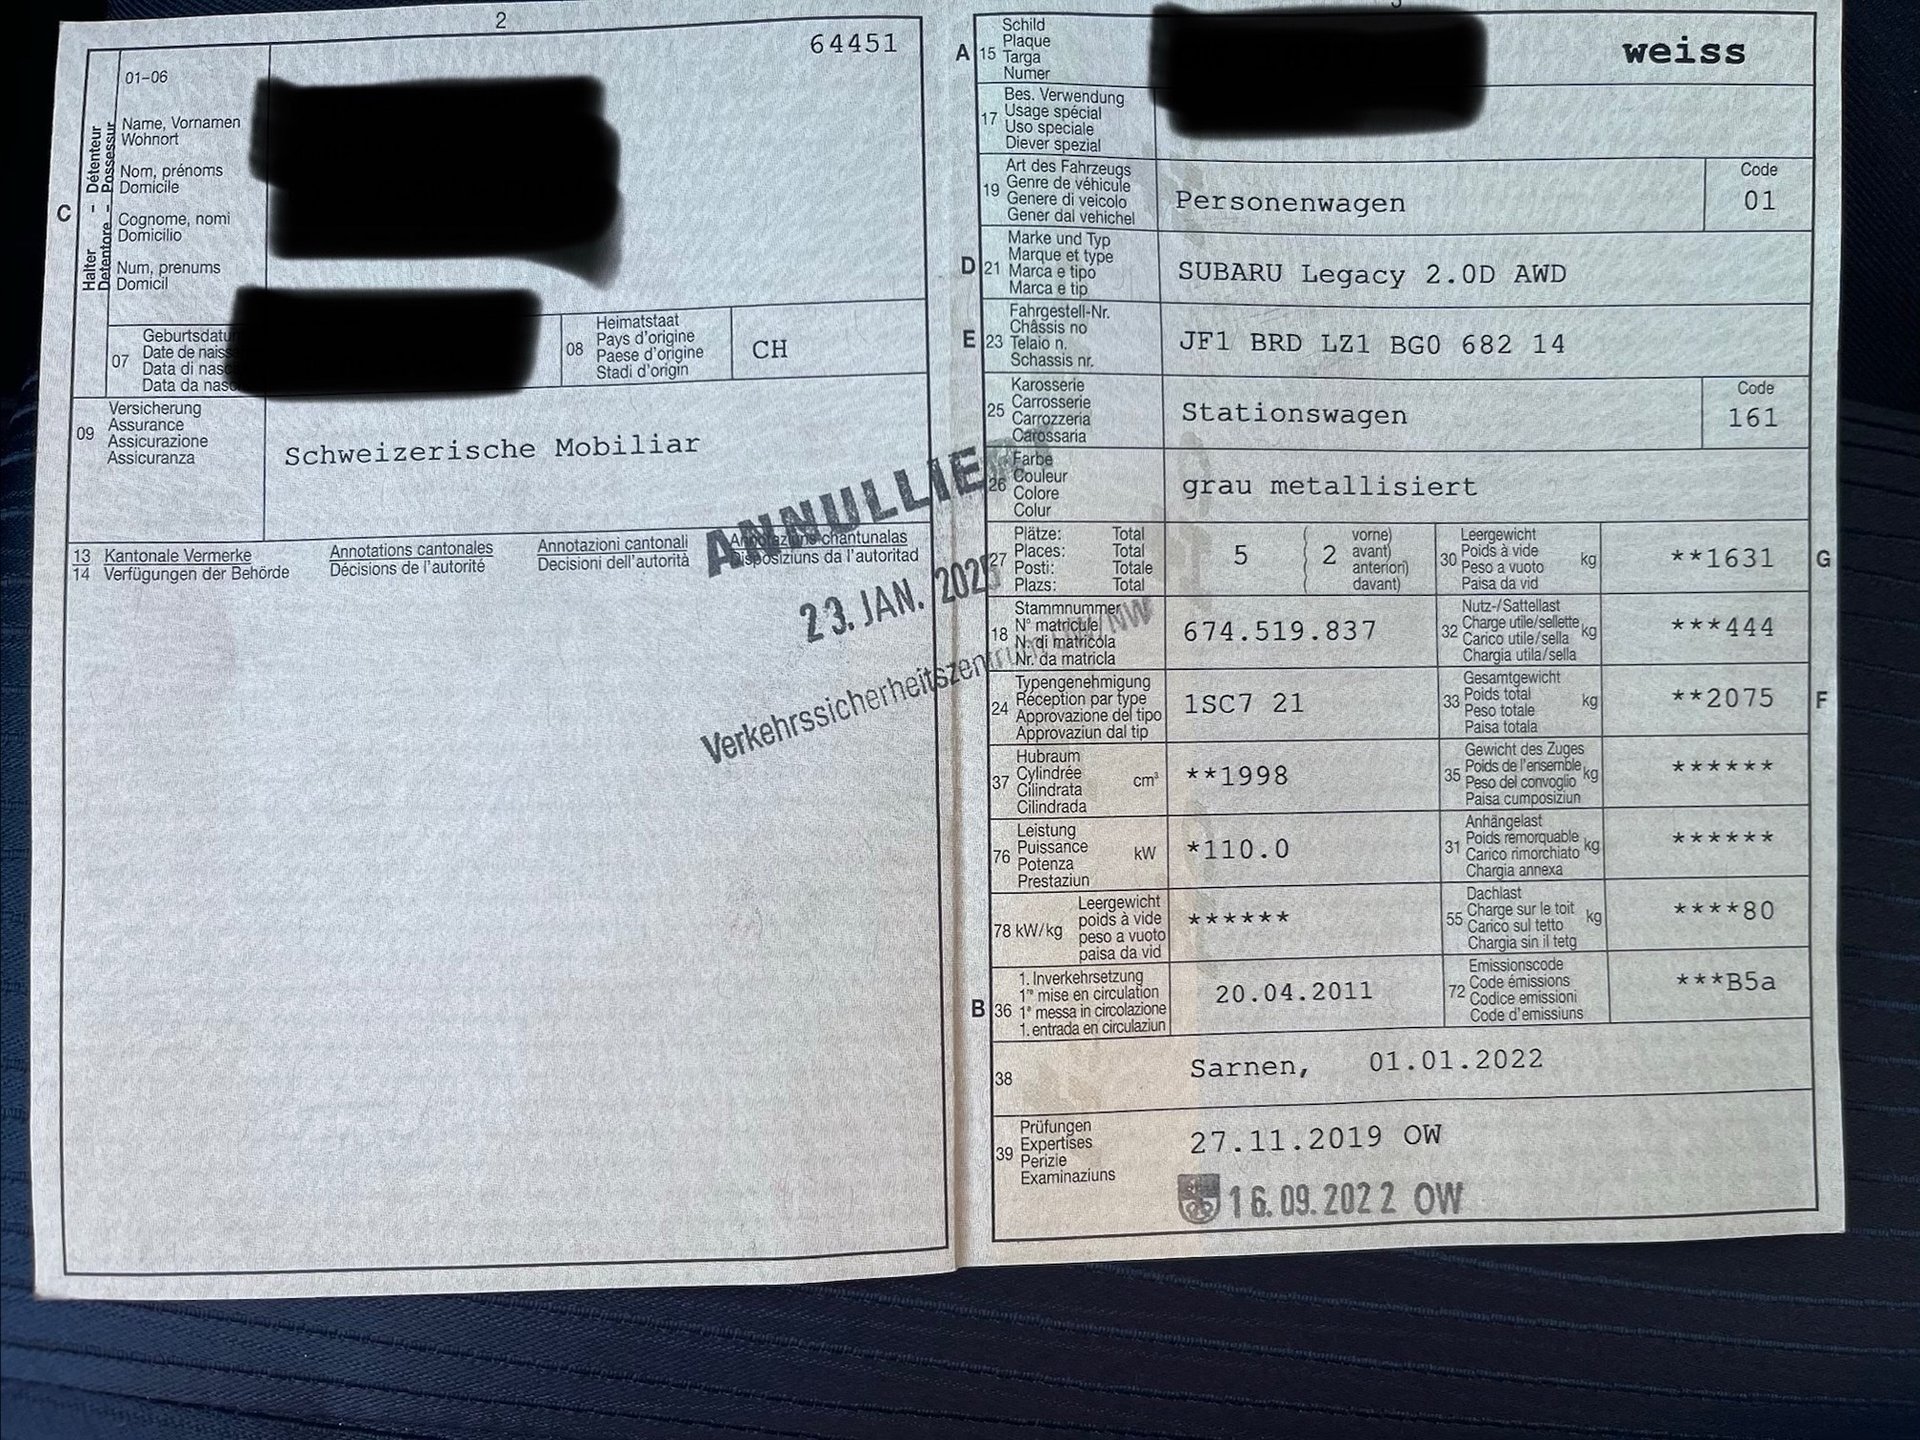 2
64451
C
Halter - Détenteur
Detentore - Possessur
01-06
Name, Vornamen
Wohnort
Nom, prénoms
Domicile
Cognome, nomi
Domicilio
Num, prenums
Domicil
07
Geburtsdatu
Date de naiss
Data di nasc
Data da nasc
08
Heimatstaat
Pays d'origine
Paese d'origine
Stadi d'origin
CH
09
Versicherung
Assurance
Assicurazione
Assicuranza
Schweizerische Mobiliar
13 Kantonale Vermerke
14 Verfügungen der Behörde
Annotations cantonales
Décisions de l'autorité
Annotazioni cantonali
Decisioni dell'autorità
Annotaziuns chantunalas
Disposiziuns da l'autoritad
ANNULLIERT
23. JAN. 202
Verkehrssicherheitszentrum OW/NW
A
15
Schild
Plaque
Targa
Numer
weiss
17
Bes. Verwendung
Usage spécial
Uso speciale
Diever spezial
19
Art des Fahrzeugs
Genre de véhicule
Genere di veicolo
Gener dal vehichel
Personenwagen
Code
01
D
21
Marke und Typ
Marque et type
Marca e tipo
Marca e tip
SUBARU Legacy 2.0D AWD
E
23
Fahrgestell-Nr.
Châssis no
Telaio n.
Schassis nr.
JF1 BRD LZ1 BG0 682 14
25
Karosserie
Carrosserie
Carrozzeria
Carossaria
Stationswagen
Code
161
26
Farbe
Couleur
Colore
Colur
grau metallisiert
27
Plätze: Total
Places: Total
Posti: Totale
Plazs: Total
5
( 2 vorne)
avant)
anteriori)
davant)
30
Leergewicht
Poids à vide
Peso a vuoto
Paisa da vid
kg
**1631
G
18
Stammnummer
N° matricule
N. di matricola
Nr. da matricla
674.519.837
32
Nutz-/Sattellast
Charge utile/sellette
Carico utile/sella
Chargia utila/sella
kg
***444
24
Typengenehmigung
Réception par type
Approvazione del tipo
Approvaziun dal tip
1SC7 21
33
Gesamtgewicht
Poids total
Peso totale
Paisa totala
kg
**2075
F
37
Hubraum
Cylindrée
Cilindrata
Cilindrada
cm³
**1998
35
Gewicht des Zuges
Poids de l'ensemble
Peso del convoglio
Paisa cumposiziun
kg
******
76
Leistung
Puissance
Potenza
Prestaziun
kW
*110.0
31
Anhängelast
Poids remorquable
Carico rimorchiato
Chargia annexa
kg
******
78 kW/kg
Leergewicht
poids à vide
peso a vuoto
paisa da vid
******
55
Dachlast
Charge sur le toit
Carico sul tetto
Chargia sin il tetg
kg
****80
B
36
1. Inverkehrsetzung
1re mise en circulation
1a messa in circolazione
1. entrada en circulaziun
20.04.2011
72
Emissionscode
Code émissions
Codice emissioni
Code d'emissiuns
***B5a
38
Sarnen, 01.01.2022
39
Prüfungen
Expertises
Perizie
Examinaziuns
27.11.2019 OW
16.09.2022 OW